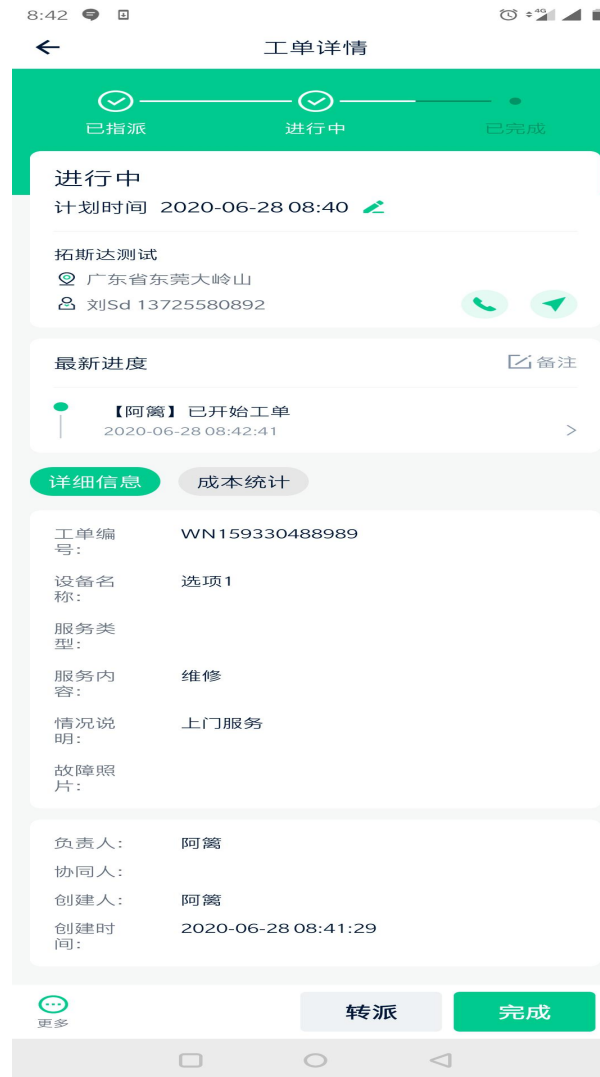 8:42
4G
工单详情
已指派
进行中
已完成
进行中
计划时间 2020-06-28 08:40
拓斯达测试
广东省东莞大岭山
刘Sd 13725580892
最新进度
备注
【阿篱】已开始工单
2020-06-28 08:42:41
详细信息
成本统计
工单编
号:
WN159330488989
设备名
称:
选项1
服务类
型:
服务内
容:
维修
情况说
明:
上门服务
故障照
片:
负责人:
阿篱
协同人:
创建人:
阿篱
创建时
间:
2020-06-28 08:41:29
更多
转派
完成